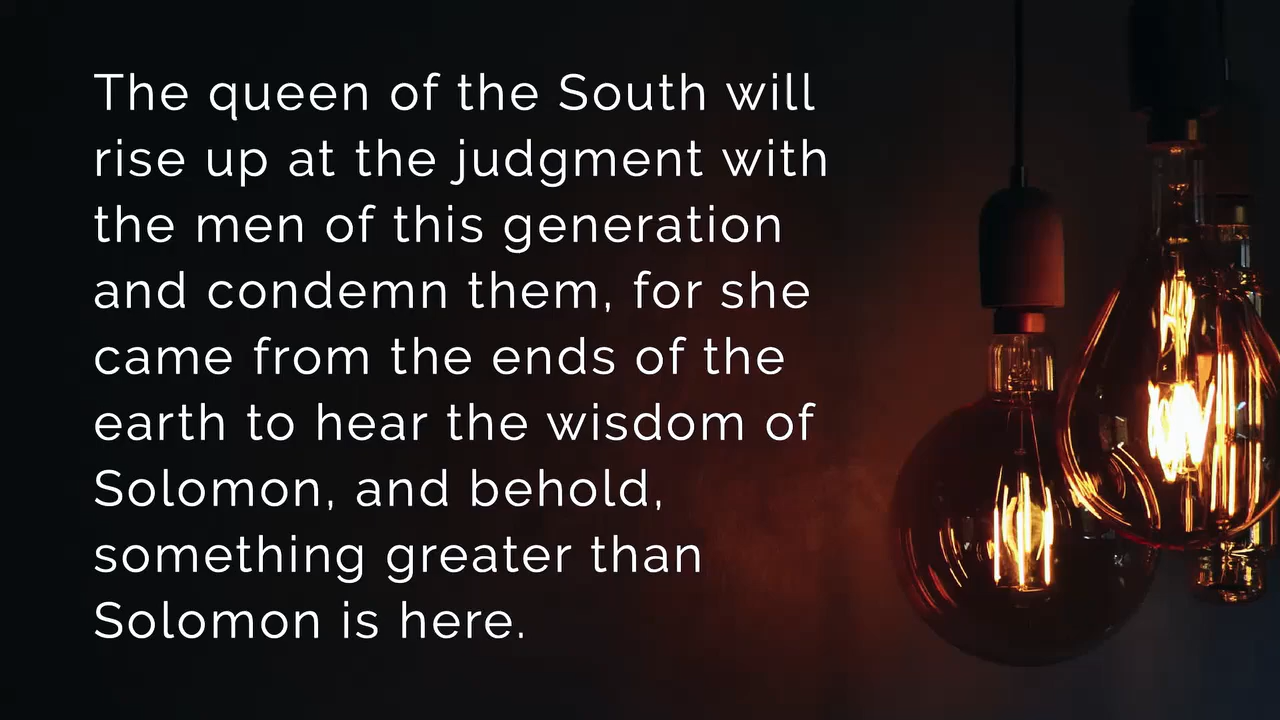 The queen of the South will
rise up at the judgment with
the men of this generation
and condemn them, for she
came from the ends of the
earth to hear the wisdom of
Solomon, and behold,
something greater than
Solomon is here.